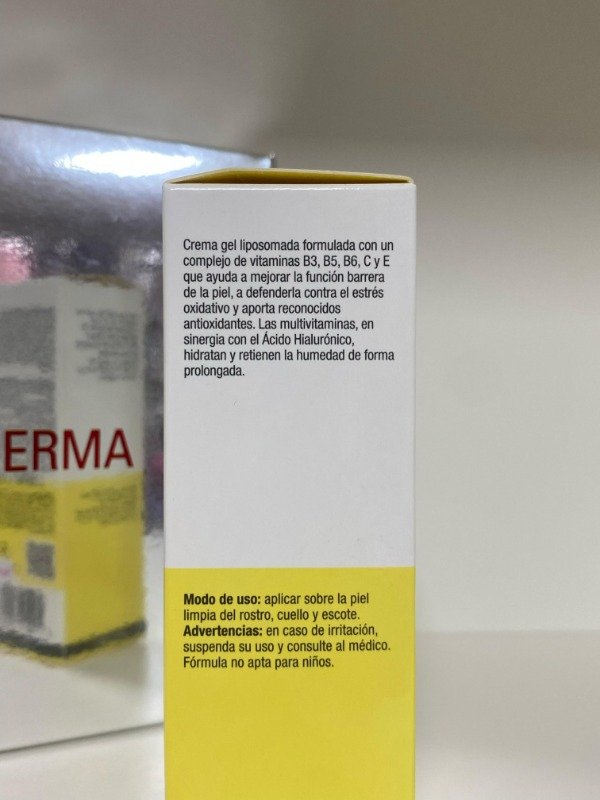 Crema gel liposomada formulada con un
complejo de vitaminas B3, B5, B6, C y E
que ayuda a mejorar la función barrera
de la piel, a defenderla contra el estrés
oxidativo y aporta reconocidos
antioxidantes. Las multivitaminas, en
sinergia con el Ácido Hialurónico,
hidratan y retienen la humedad de forma
prolongada.
ERMA
Modo de uso: aplicar sobre la piel
limpia del rostro, cuello y escote.
Advertencias: en caso de irritación,
suspenda su uso y consulte al médico.
Fórmula no apta para niños.